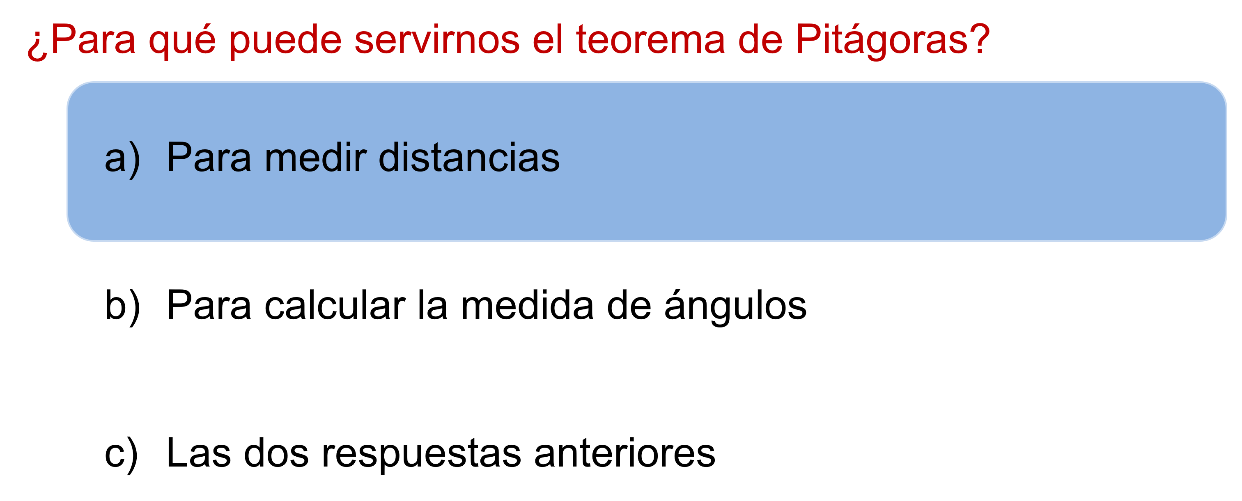 ¿Para qué puede servirnos el teorema de Pitágoras?
a) Para medir distancias
b) Para calcular la medida de ángulos
c) Las dos respuestas anteriores